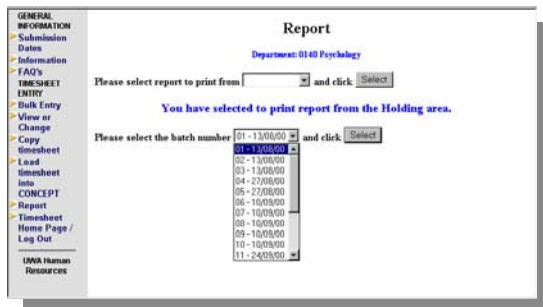 GENERAL
INFORMATION
Submission
Dates
Information
FAQ's
TIMESHEET
ENTRY
Bulk Entry
View or
Change
Copy
timesheet
Load
timesheet
into
CONCEPT
Report
Timesheet
Home Page /
Log Out
UWA Human
Resources
Report
Department: 0140 Psychology
Please select report to print from and click Select
You have selected to print report from the Holding area.
Please select the batch number 01 - 13/08/00 and click Select
01 - 13/08/00
02 - 13/08/00
03 - 13/08/00
04 - 27/08/00
05 - 27/08/00
06 - 10/09/00
07 - 10/09/00
08 - 10/09/00
09 - 10/09/00
10 - 10/09/00
11 - 24/09/00